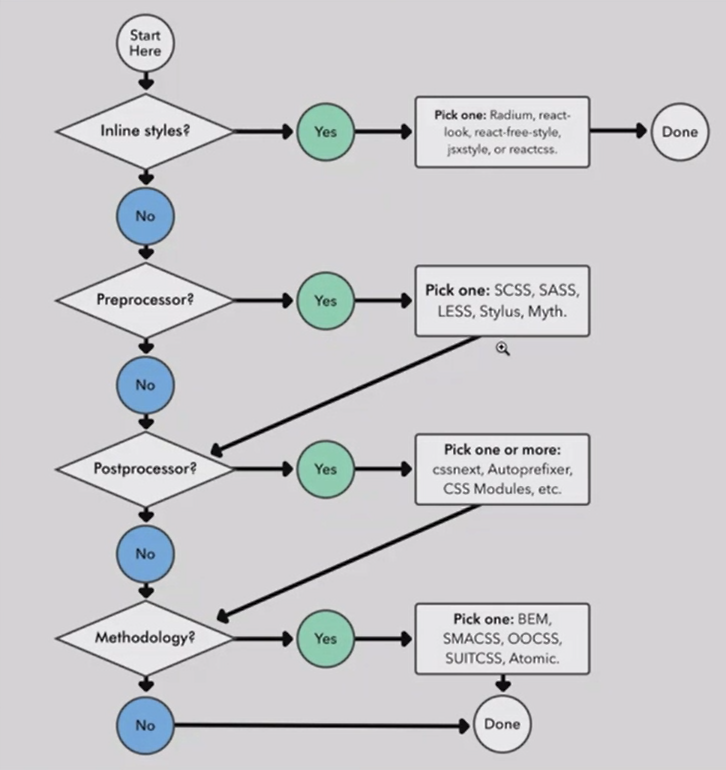 Start
Here
Inline styles?
Yes
Pick one: Radium, react-
look, react-free-style,
jsxstyle, or reactcss.
Done
No
Preprocessor?
Yes
Pick one: SCSS, SASS,
LESS, Stylus, Myth.
No
Postprocessor?
Yes
Pick one or more:
cssnext, Autoprefixer,
CSS Modules, etc.
No
Methodology?
Yes
Pick one: BEM,
SMACSS, OOCSS,
SUITCSS, Atomic.
No
Done